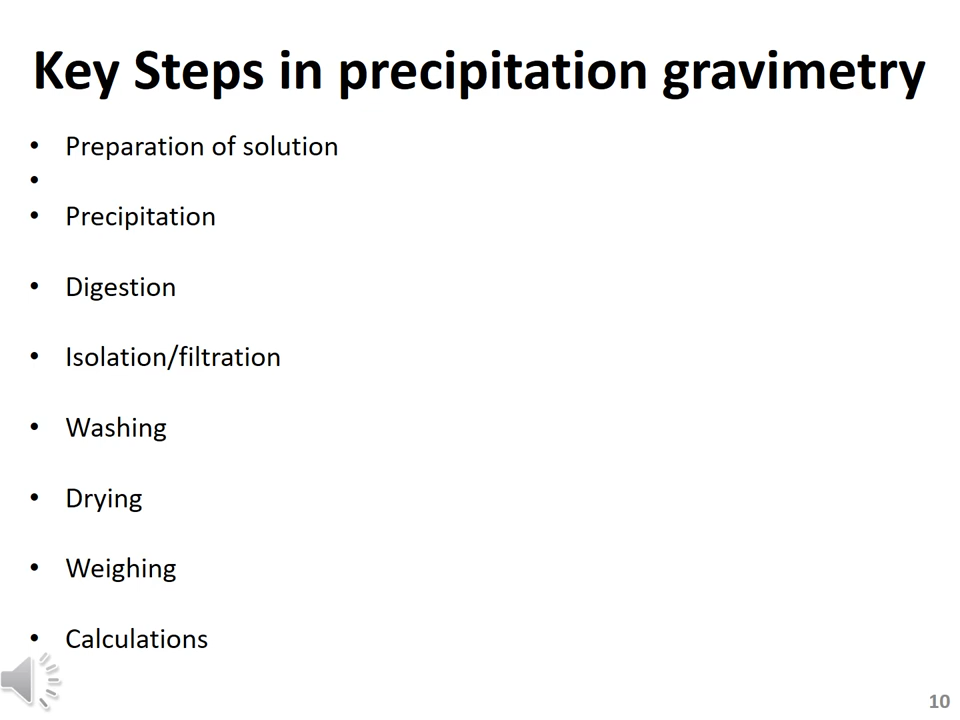 Key Steps in precipitation gravimetry
• Preparation of solution
•
• Precipitation
• Digestion
• Isolation/filtration
• Washing
• Drying
• Weighing
• Calculations
10